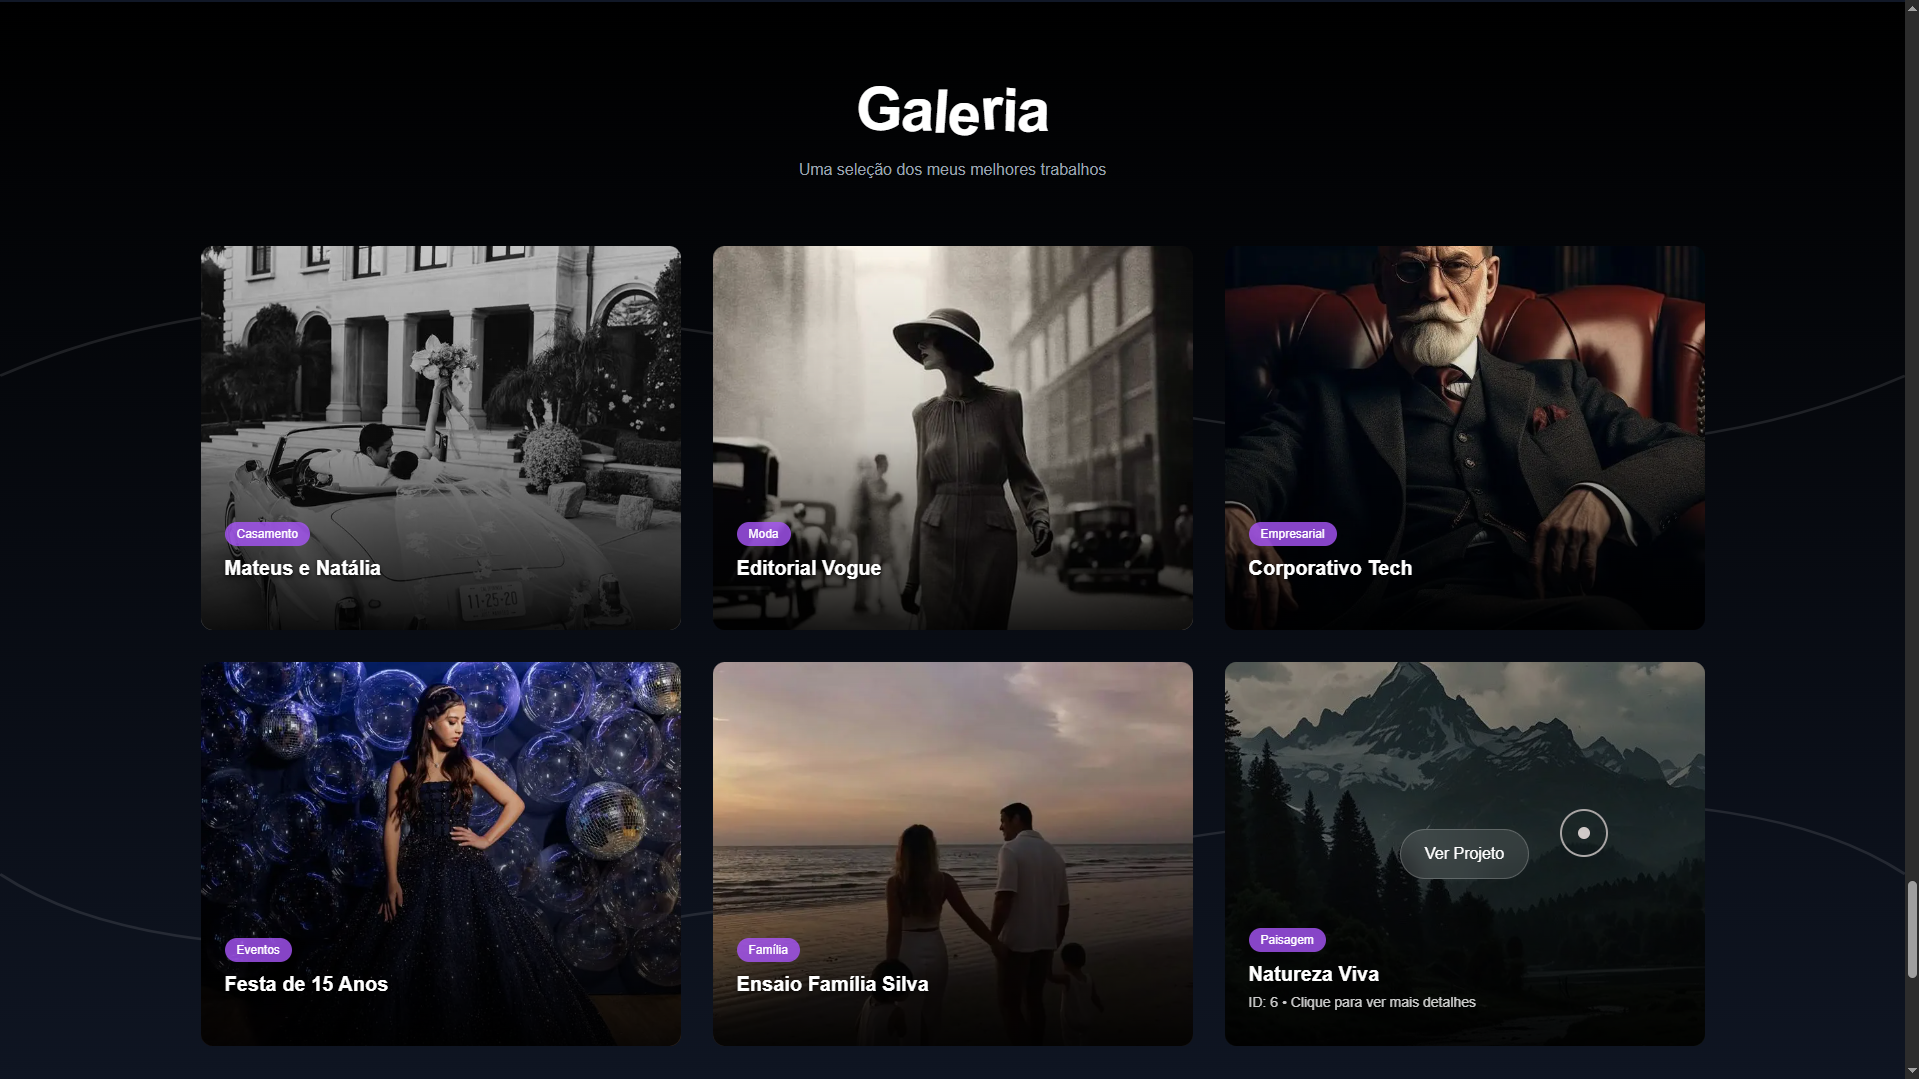 Galeria
Uma seleção dos meus melhores trabalhos
Casamento
Mateus e Natália
11-25-20
Moda
Editorial Vogue
Empresarial
Corporativo Tech
Eventos
Festa de 15 Anos
Família
Ensaio Família Silva
Ver Projeto
Paisagem
Natureza Viva
ID: 6 • Clique para ver mais detalhes